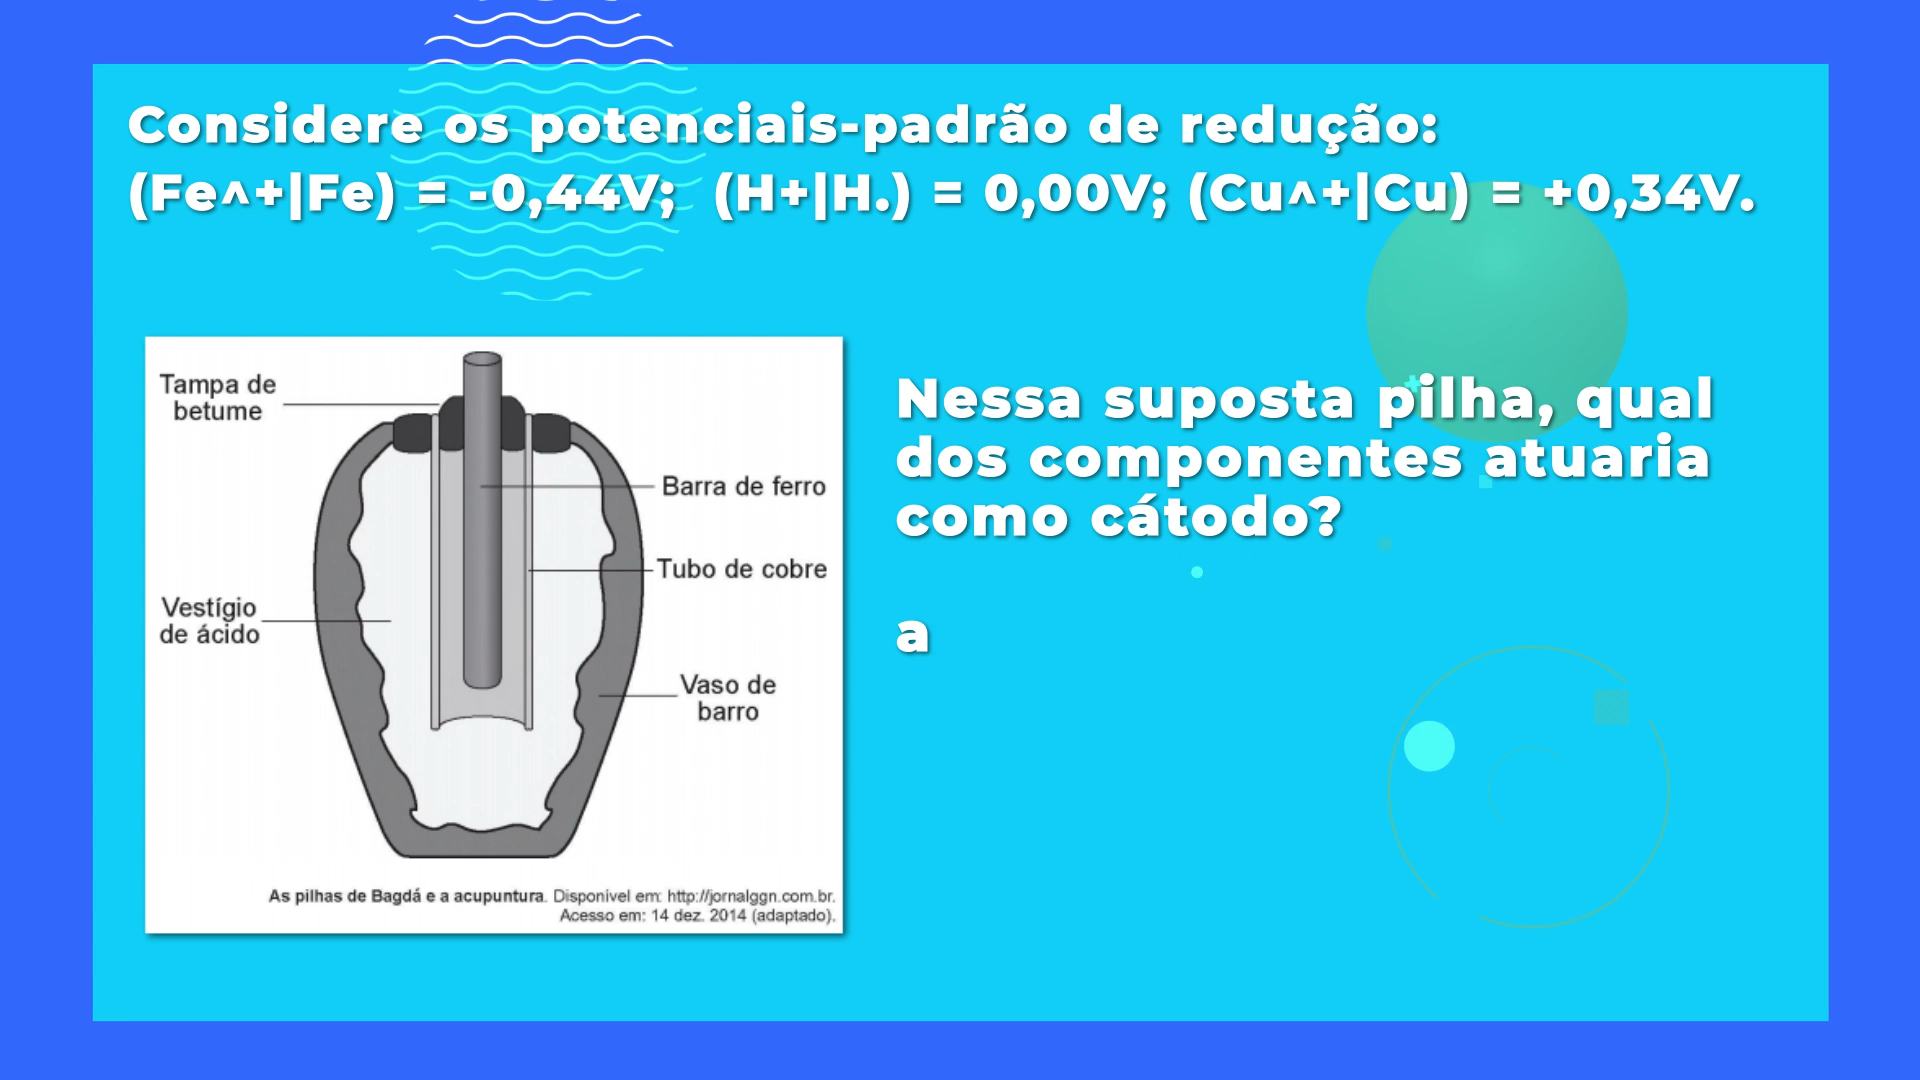 Considere os potenciais-padrão de redução:
(Fe^+|Fe) = -0,44V;  (H+|H.) = 0,00V; (Cu^+|Cu) = +0,34V.
Tampa de
betume
Barra de ferro
Tubo de cobre
Vestígio
de ácido
Vaso de
barro
As pilhas de Bagdá e a acupuntura. Disponível em: http://jornalggn.com.br.
Acesso em: 14 dez. 2014 (adaptado).
Nessa suposta pilha, qual
dos componentes atuaria
como cátodo?
a